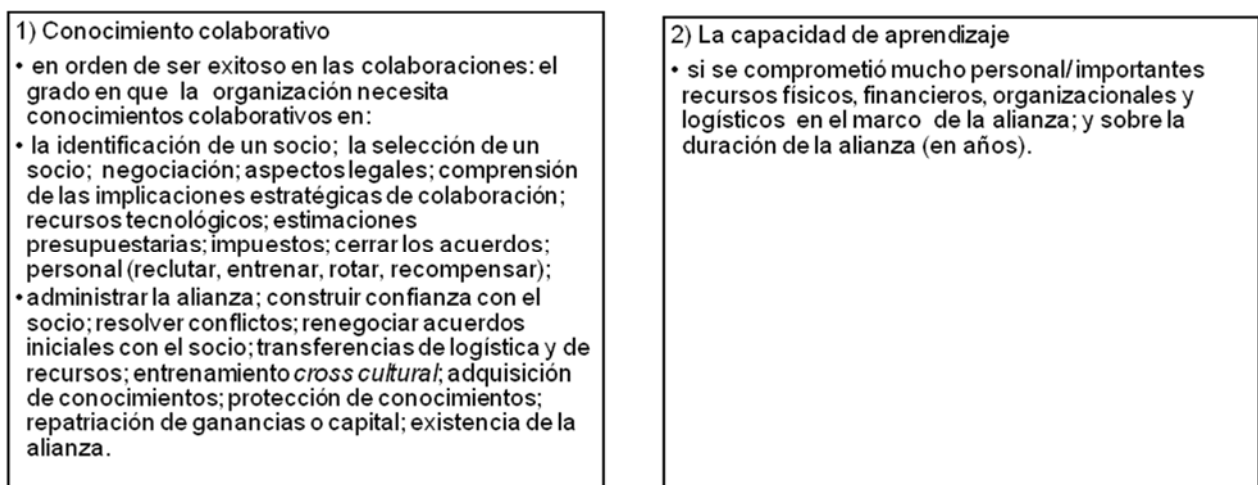 1) Conocimiento colaborativo
• en orden de ser exitoso en las colaboraciones: el
grado en que la organización necesita
conocimientos colaborativos en:
• la identificación de un socio; la selección de un
socio; negociación; aspectos legales; comprensión
de las implicaciones estratégicas de colaboración;
recursos tecnológicos; estimaciones
presupuestarias; impuestos; cerrar los acuerdos;
personal (reclutar, entrenar, rotar, recompensar);
• administrar la alianza; construir confianza con el
socio; resolver conflictos; renegociar acuerdos
iniciales con el socio; transferencias de logística y de
recursos; entrenamiento cross cultural; adquisición
de conocimientos; protección de conocimientos;
repatriación de ganancias o capital; existencia de la
alianza.
2) La capacidad de aprendizaje
• si se comprometió mucho personal/importantes
recursos físicos, financieros, organizacionales y
logísticos en el marco de la alianza; y sobre la
duración de la alianza (en años).